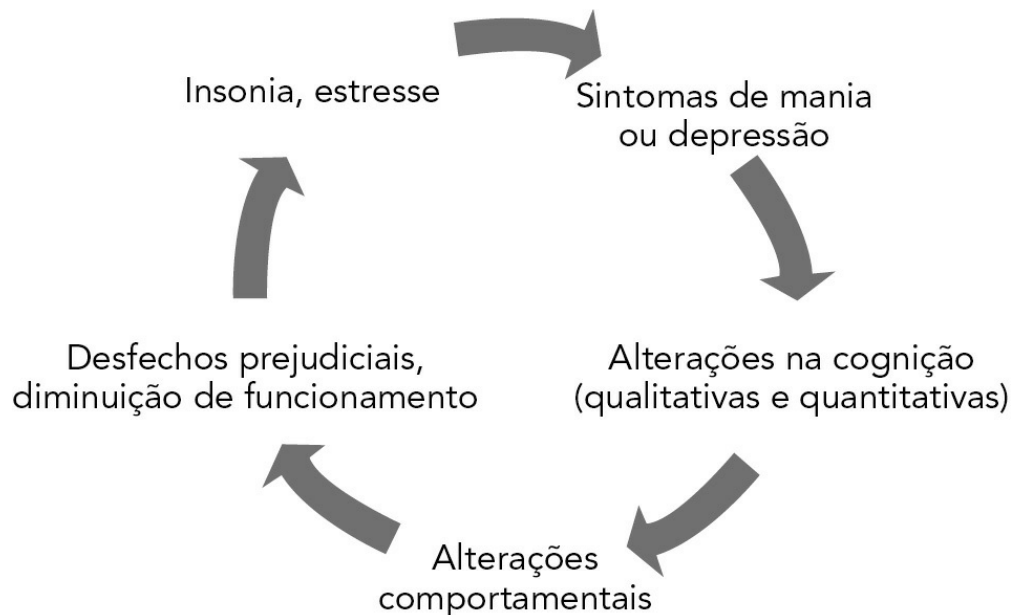 Insonia, estresse
Sintomas de mania
ou depressão
Alterações na cognição
(qualitativas e quantitativas)
Alterações
comportamentais
Desfechos prejudiciais,
diminuição de funcionamento